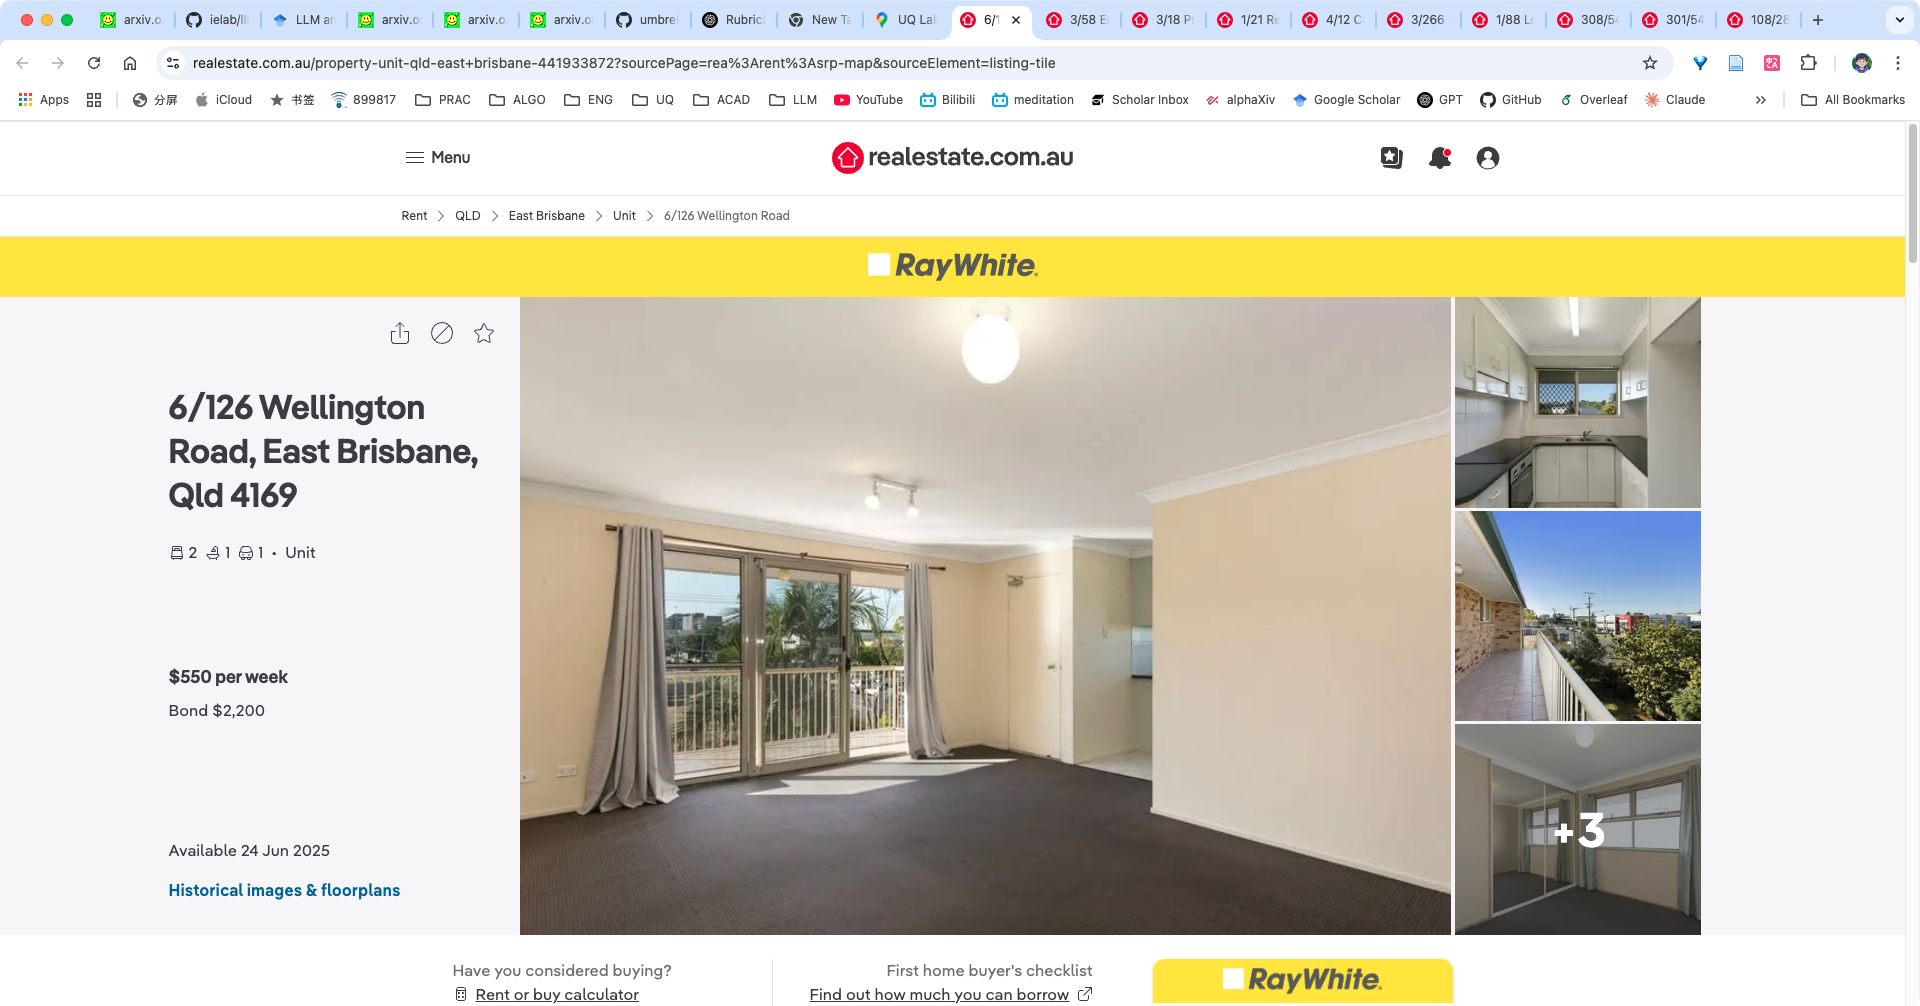 arxiv.o
ielab/ll
LLM ar
arxiv.o
arxiv.o
arxiv.o
umbrel
Rubric
New Ta
UQ Lak
6/1
3/58 E
3/18 P
1/21 Re
4/12 C
3/266
1/88 Lo
308/54
301/54
108/28
realestate.com.au/property-unit-qld-east+brisbane-441933872?sourcePage=rea%3Arent%3Asrp-map&sourceElement=listing-tile
Apps 分屏 iCloud 书签 899817 PRAC ALGO ENG UQ ACAD LLM YouTube Bilibili meditation Scholar Inbox alphaXiv Google Scholar GPT GitHub Overleaf Claude » All Bookmarks
Menu
realestate.com.au
Rent > QLD > East Brisbane > Unit > 6/126 Wellington Road
RayWhite.
6/126 Wellington
Road, East Brisbane,
Qld 4169
2 1 1 • Unit
$550 per week
Bond $2,200
Available 24 Jun 2025
Historical images & floorplans
+3
Have you considered buying?
Rent or buy calculator
First home buyer's checklist
Find out how much you can borrow
RayWhite.